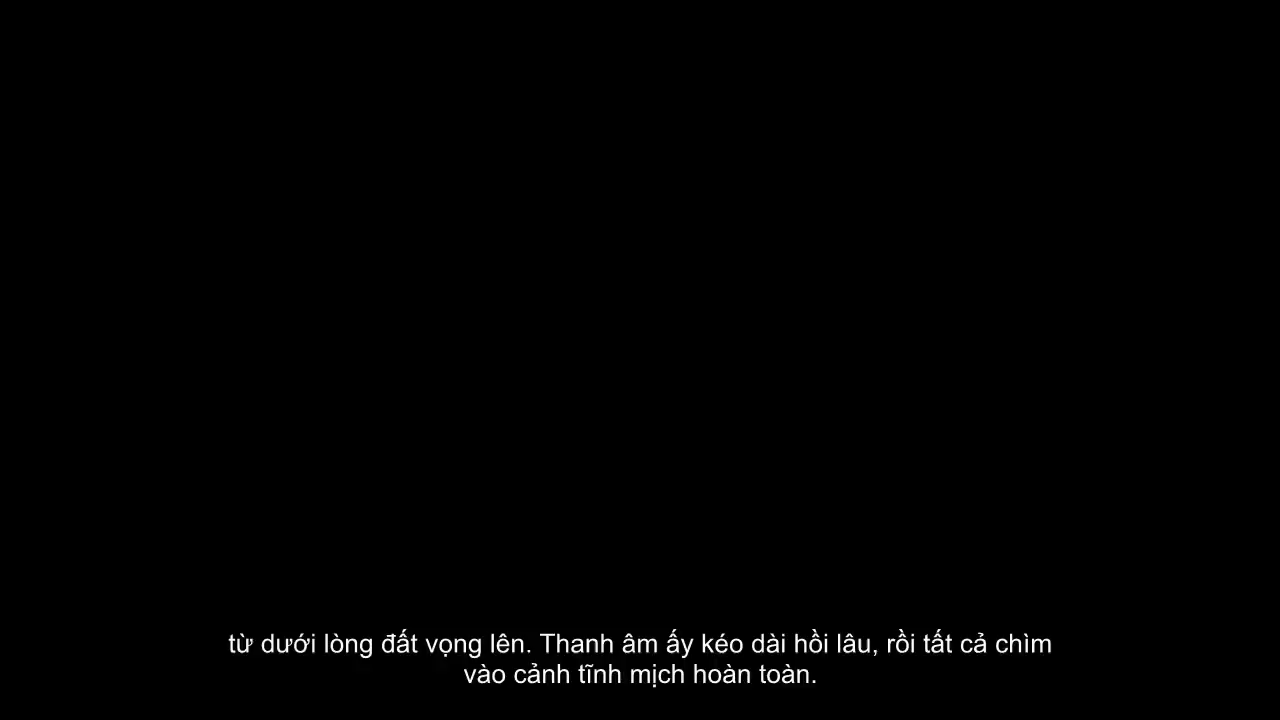 từ dưới lòng đất vọng lên. Thanh âm ấy kéo dài hồi lâu, rồi tất cả chìm
vào cảnh tĩnh mịch hoàn toàn.